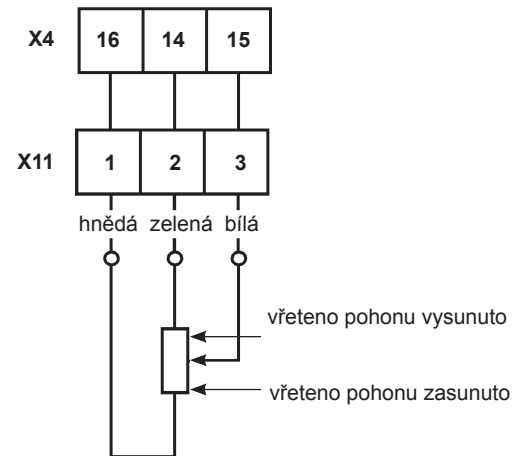 X4 16 14 15
X11 1 2 3
hnědá zelená bílá
vřeteno pohonu vysunuto
vřeteno pohonu zasunuto